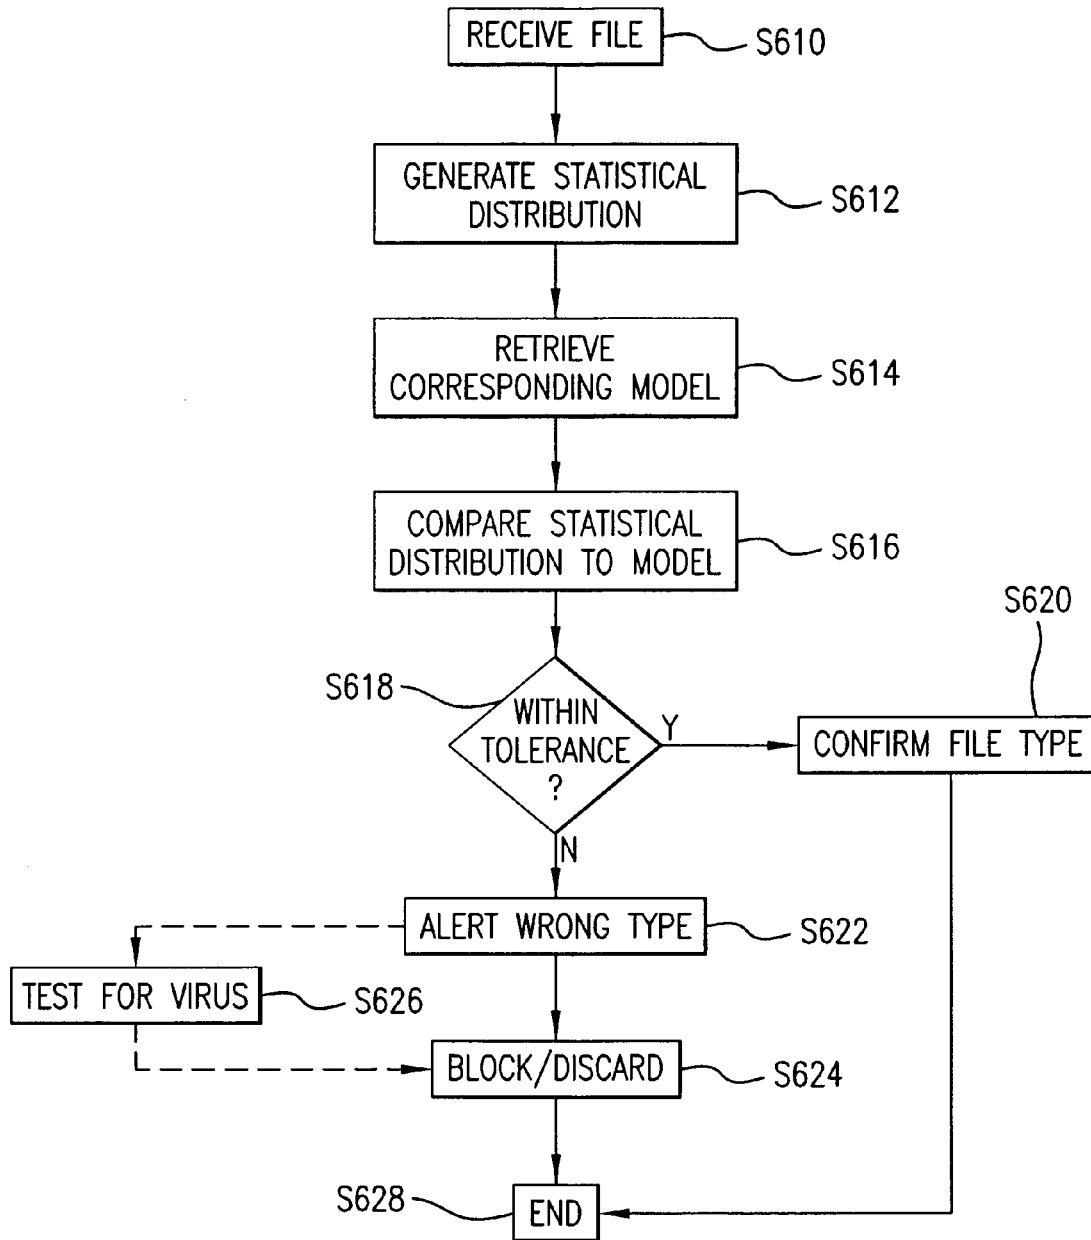 RECEIVE FILE
S610
GENERATE STATISTICAL
DISTRIBUTION
S612
RETRIEVE
CORRESPONDING MODEL
S614
COMPARE STATISTICAL
DISTRIBUTION TO MODEL
S616
S618
WITHIN
TOLERANCE
?
Y
S620
CONFIRM FILE TYPE
N
ALERT WRONG TYPE
S622
TEST FOR VIRUS
S626
BLOCK/DISCARD
S624
S628
END